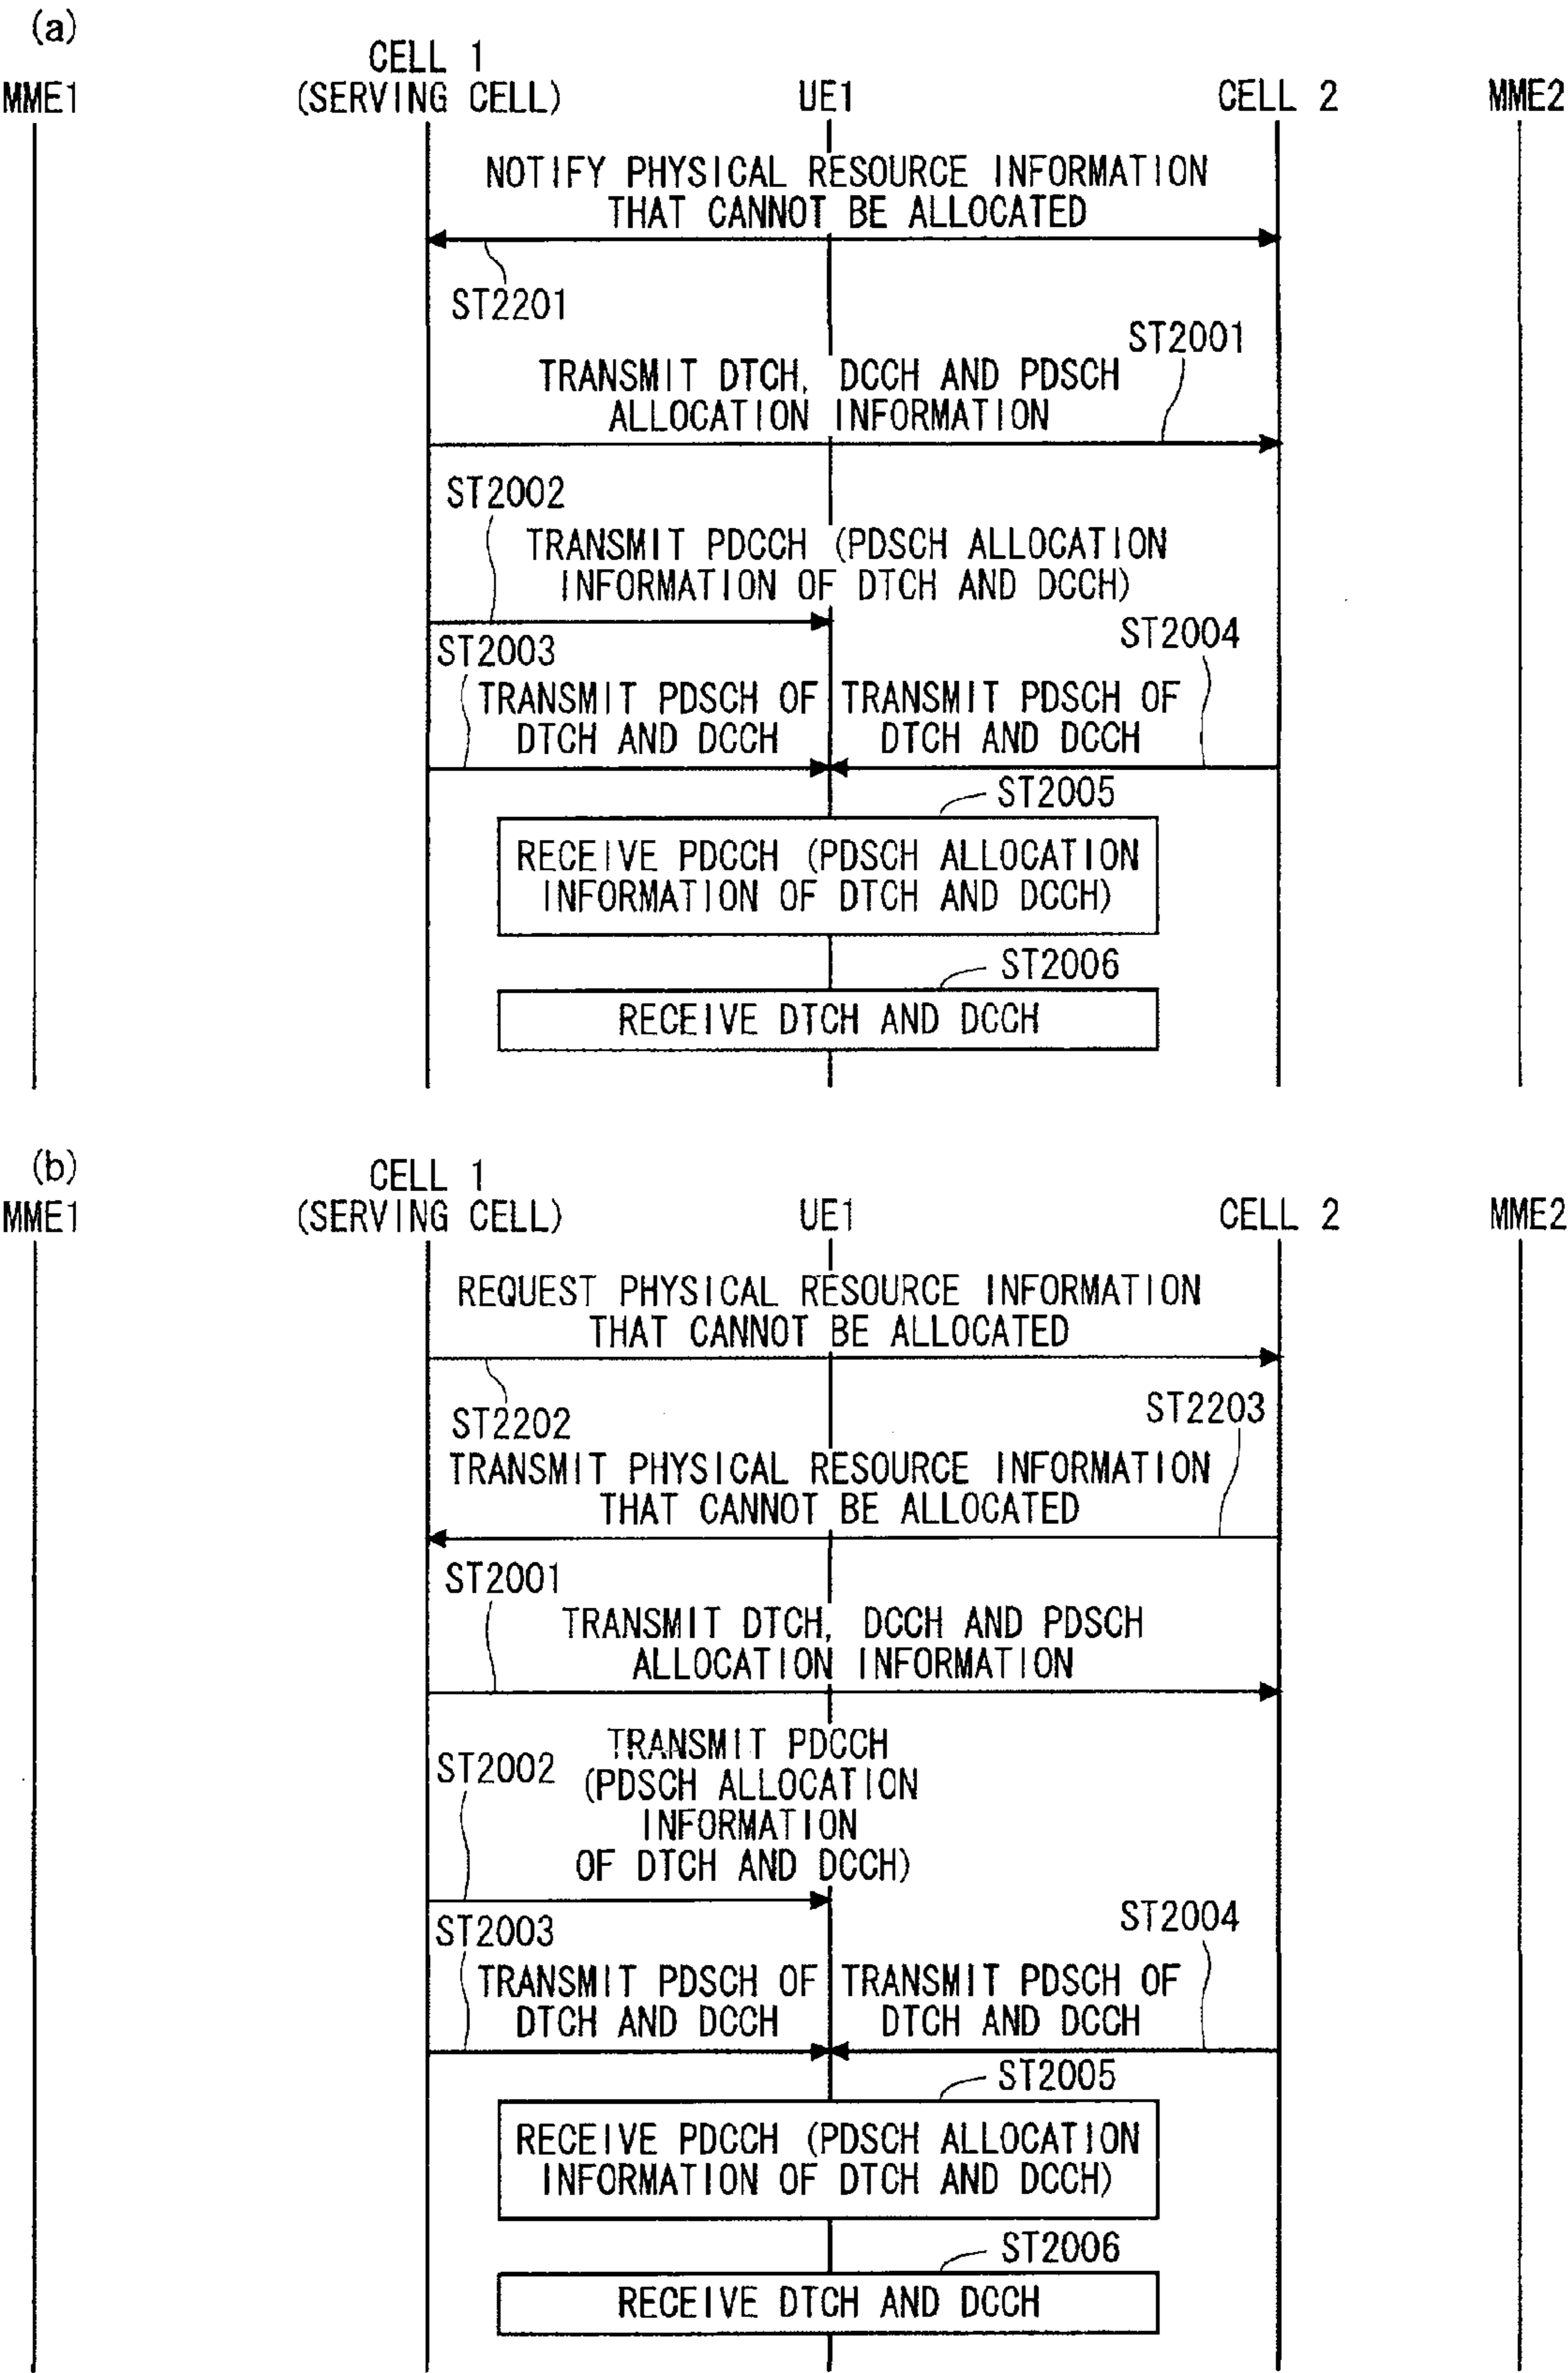 (a)
CELL 1
MME1 (SERVING CELL) UE1 CELL 2 MME2
NOTIFY PHYSICAL RESOURCE INFORMATION
THAT CANNOT BE ALLOCATED
ST2201
ST2001
TRANSMIT DTCH, DCCH AND PDSCH
ALLOCATION INFORMATION
ST2002
TRANSMIT PDCCH (PDSCH ALLOCATION
INFORMATION OF DTCH AND DCCH)
ST2004
ST2003
TRANSMIT PDSCH OF TRANSMIT PDSCH OF
DTCH AND DCCH DTCH AND DCCH
ST2005
RECEIVE PDCCH (PDSCH ALLOCATION
INFORMATION OF DTCH AND DCCH)
ST2006
RECEIVE DTCH AND DCCH
(b)
CELL 1
MME1 (SERVING CELL) UE1 CELL 2 MME2
REQUEST PHYSICAL RESOURCE INFORMATION
THAT CANNOT BE ALLOCATED
ST2203
ST2202
TRANSMIT PHYSICAL RESOURCE INFORMATION
THAT CANNOT BE ALLOCATED
ST2001
TRANSMIT DTCH, DCCH AND PDSCH
ALLOCATION INFORMATION
TRANSMIT PDCCH
ST2002 (PDSCH ALLOCATION
INFORMATION
OF DTCH AND DCCH)
ST2004
ST2003
TRANSMIT PDSCH OF TRANSMIT PDSCH OF
DTCH AND DCCH DTCH AND DCCH
ST2005
RECEIVE PDCCH (PDSCH ALLOCATION
INFORMATION OF DTCH AND DCCH)
ST2006
RECEIVE DTCH AND DCCH